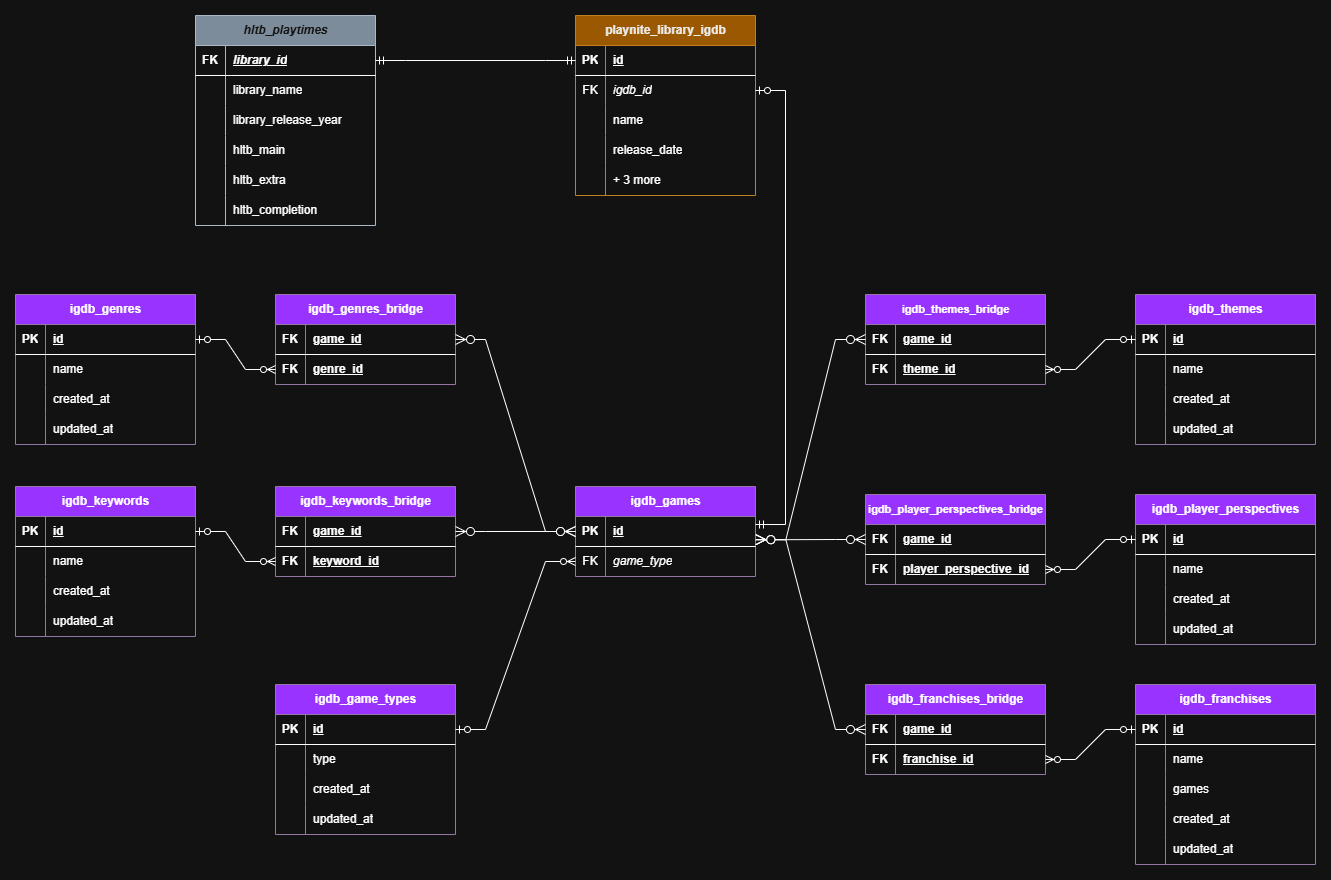 hltb_playtimes
FK library_id
library_name
library_release_year
hltb_main
hltb_extra
hltb_completion
playnite_library_igdb
PK id
FK igdb_id
name
release_date
+ 3 more
igdb_genres
PK id
name
created_at
updated_at
igdb_genres_bridge
FK game_id
FK genre_id
igdb_themes_bridge
FK game_id
FK theme_id
igdb_themes
PK id
name
created_at
updated_at
igdb_keywords
PK id
name
created_at
updated_at
igdb_keywords_bridge
FK game_id
FK keyword_id
igdb_games
PK id
FK game_type
igdb_player_perspectives_bridge
FK game_id
FK player_perspective_id
igdb_player_perspectives
PK id
name
created_at
updated_at
igdb_game_types
PK id
type
created_at
updated_at
igdb_franchises_bridge
FK game_id
FK franchise_id
igdb_franchises
PK id
name
games
created_at
updated_at